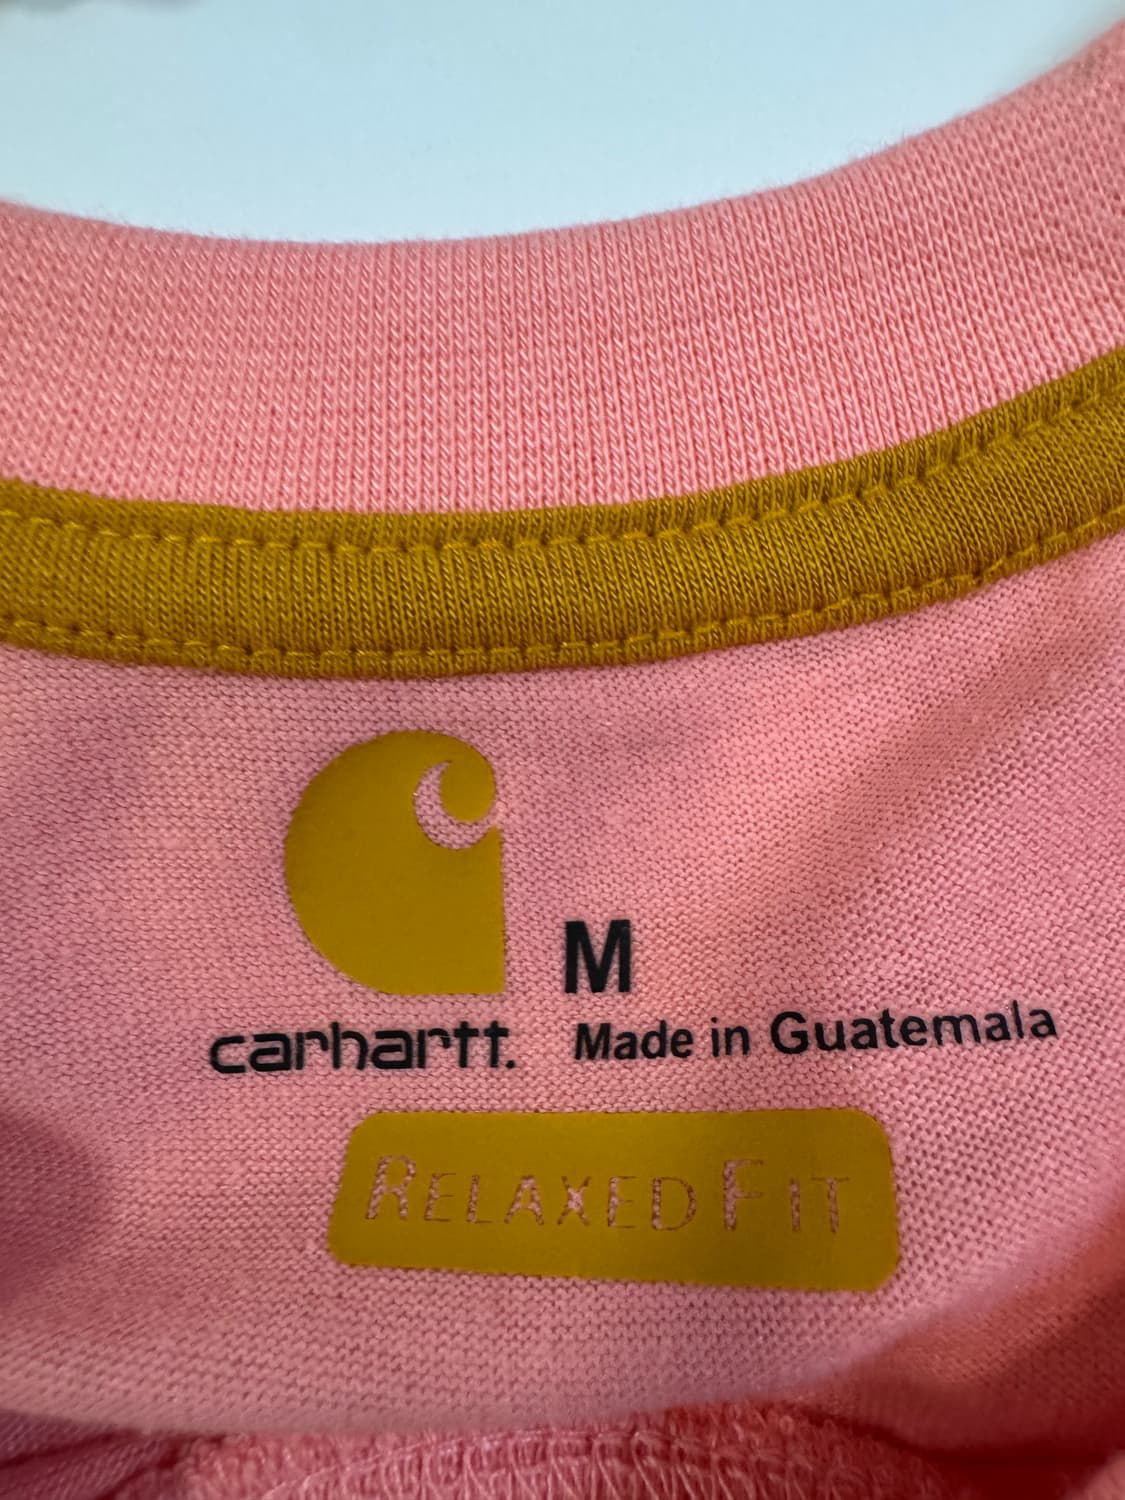 M
carhartt.
Made in Guatemala
RELAXED FIT